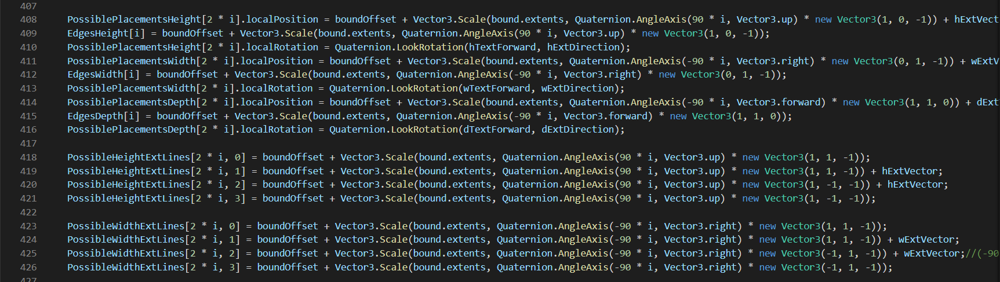 407
408 PossiblePlacementsHeight[2 * i].localPosition = boundOffset + Vector3.Scale(bound.extents, Quaternion.AngleAxis(90 * i, Vector3.up) * new Vector3(1, 0, -1)) + hExtVect
409 EdgesHeight[i] = boundOffset + Vector3.Scale(bound.extents, Quaternion.AngleAxis(90 * i, Vector3.up) * new Vector3(1, 0, -1));
410 PossiblePlacementsHeight[2 * i].localRotation = Quaternion.LookRotation(hTextForward, hExtDirection);
411 PossiblePlacementsWidth[2 * i].localPosition = boundOffset + Vector3.Scale(bound.extents, Quaternion.AngleAxis(-90 * i, Vector3.right) * new Vector3(0, 1, -1)) + wExtV
412 EdgesWidth[i] = boundOffset + Vector3.Scale(bound.extents, Quaternion.AngleAxis(-90 * i, Vector3.right) * new Vector3(0, 1, -1));
413 PossiblePlacementsWidth[2 * i].localRotation = Quaternion.LookRotation(wTextForward, wExtDirection);
414 PossiblePlacementsDepth[2 * i].localPosition = boundOffset + Vector3.Scale(bound.extents, Quaternion.AngleAxis(-90 * i, Vector3.forward) * new Vector3(1, 1, 0)) + dExt
415 EdgesDepth[i] = boundOffset + Vector3.Scale(bound.extents, Quaternion.AngleAxis(-90 * i, Vector3.forward) * new Vector3(1, 1, 0));
416 PossiblePlacementsDepth[2 * i].localRotation = Quaternion.LookRotation(dTextForward, dExtDirection);
417
418 PossibleHeightExtLines[2 * i, 0] = boundOffset + Vector3.Scale(bound.extents, Quaternion.AngleAxis(90 * i, Vector3.up) * new Vector3(1, 1, -1));
419 PossibleHeightExtLines[2 * i, 1] = boundOffset + Vector3.Scale(bound.extents, Quaternion.AngleAxis(90 * i, Vector3.up) * new Vector3(1, 1, -1)) + hExtVector;
420 PossibleHeightExtLines[2 * i, 2] = boundOffset + Vector3.Scale(bound.extents, Quaternion.AngleAxis(90 * i, Vector3.up) * new Vector3(1, -1, -1)) + hExtVector;
421 PossibleHeightExtLines[2 * i, 3] = boundOffset + Vector3.Scale(bound.extents, Quaternion.AngleAxis(90 * i, Vector3.up) * new Vector3(1, -1, -1));
422
423 PossibleWidthExtLines[2 * i, 0] = boundOffset + Vector3.Scale(bound.extents, Quaternion.AngleAxis(-90 * i, Vector3.right) * new Vector3(1, 1, -1));
424 PossibleWidthExtLines[2 * i, 1] = boundOffset + Vector3.Scale(bound.extents, Quaternion.AngleAxis(-90 * i, Vector3.right) * new Vector3(1, 1, -1)) + wExtVector;
425 PossibleWidthExtLines[2 * i, 2] = boundOffset + Vector3.Scale(bound.extents, Quaternion.AngleAxis(-90 * i, Vector3.right) * new Vector3(-1, 1, -1)) + wExtVector;//(-90
426 PossibleWidthExtLines[2 * i, 3] = boundOffset + Vector3.Scale(bound.extents, Quaternion.AngleAxis(-90 * i, Vector3.right) * new Vector3(-1, 1, -1));
427